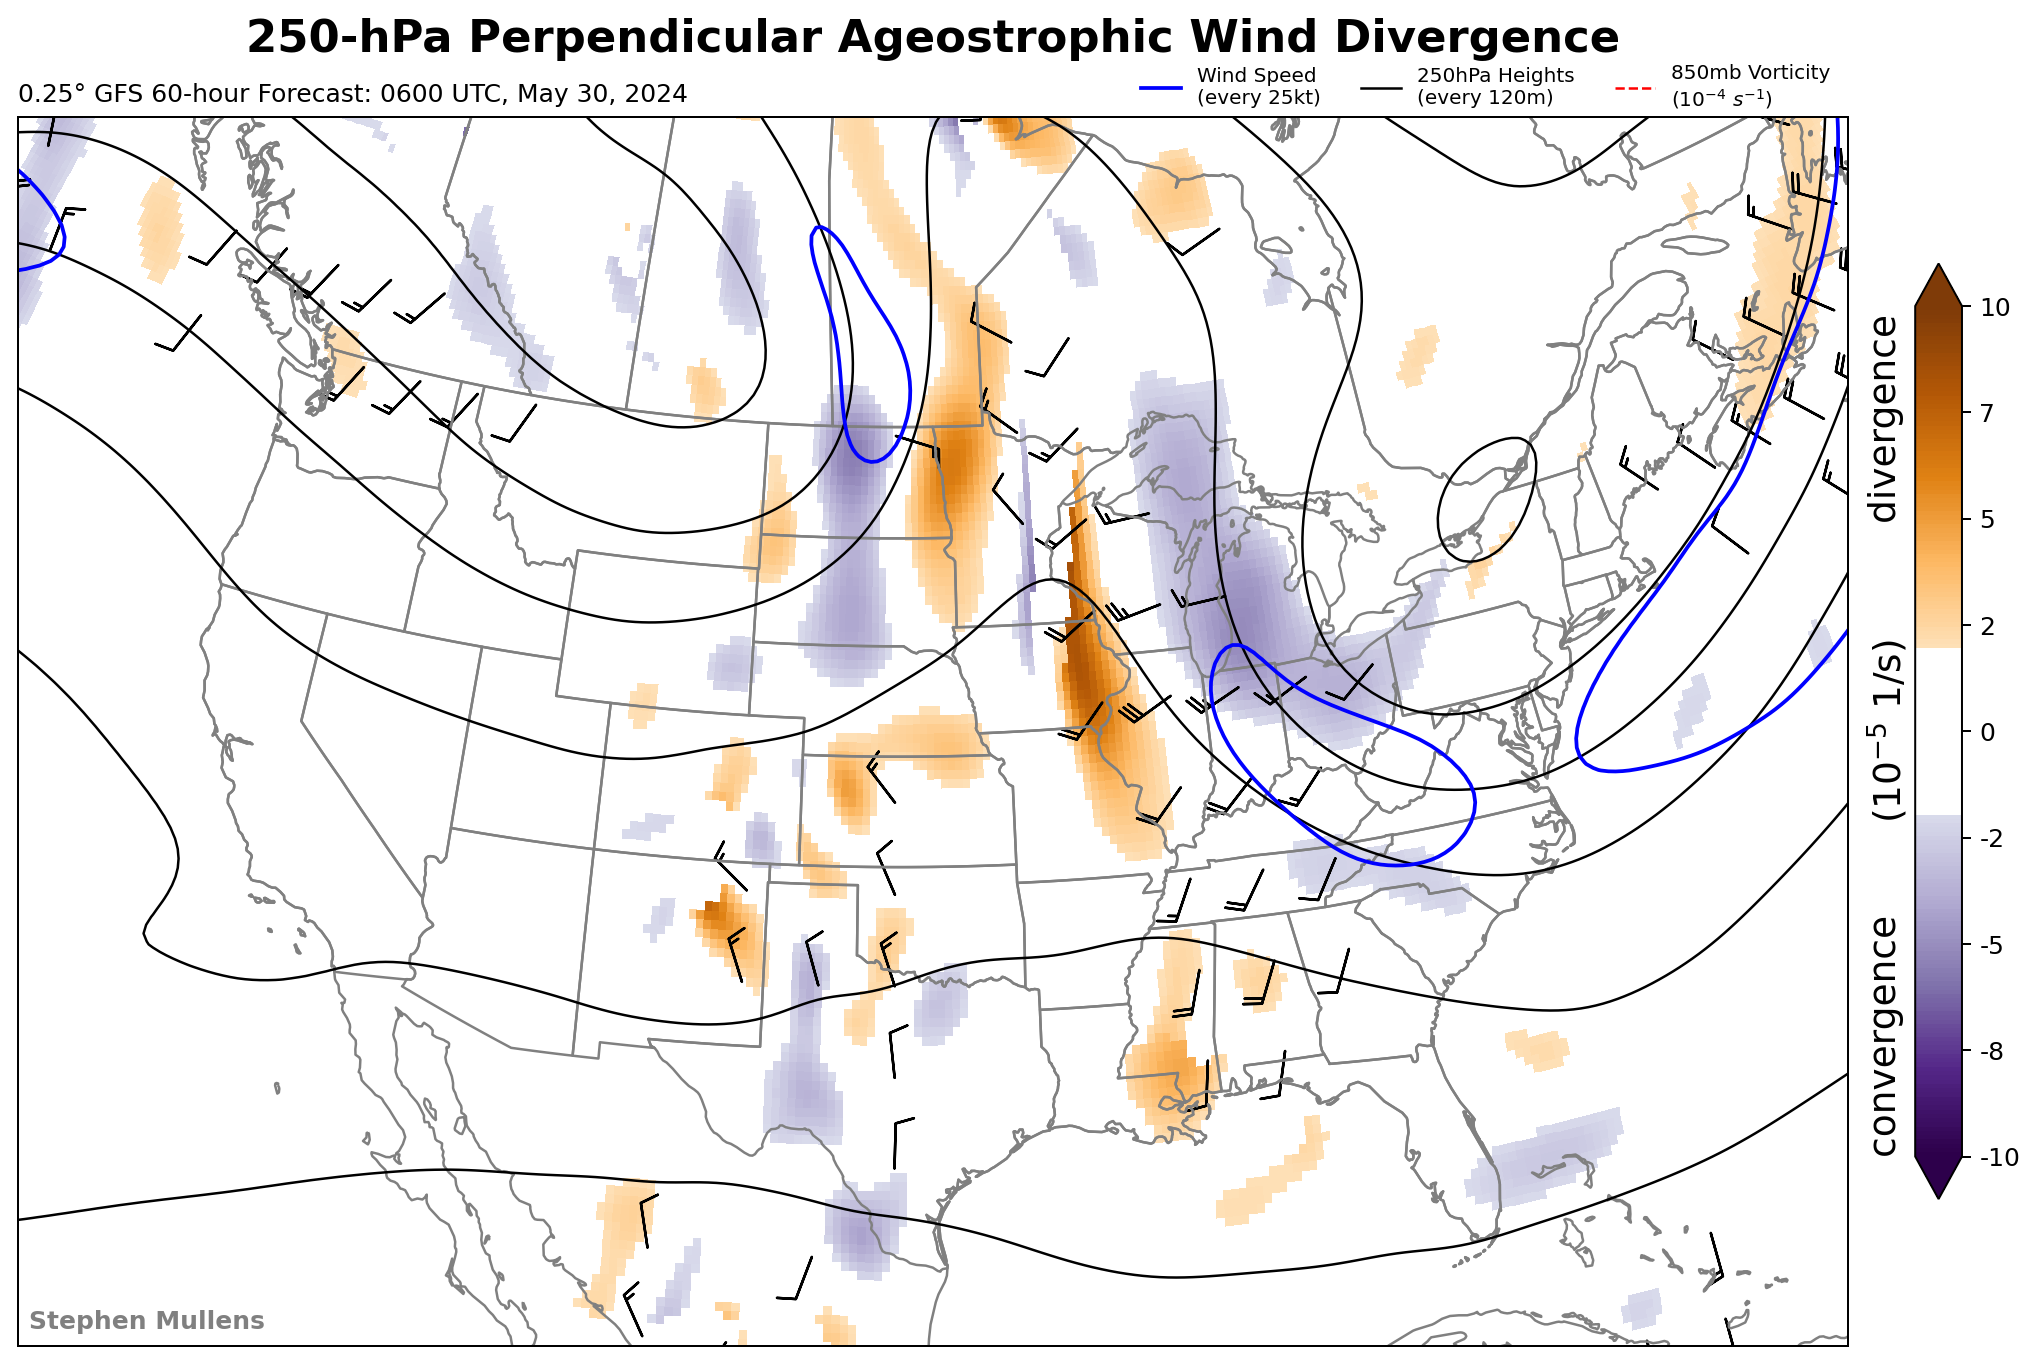 250-hPa Perpendicular Ageostrophic Wind Divergence
0.25° GFS 60-hour Forecast: 0600 UTC, May 30, 2024
Wind Speed
(every 25kt)
250hPa Heights
(every 120m)
850mb Vorticity
(10⁻⁴ s⁻¹)
10
7
5
2
0
-2
-5
-8
-10
convergence (10⁻⁵ 1/s) divergence
Stephen Mullens